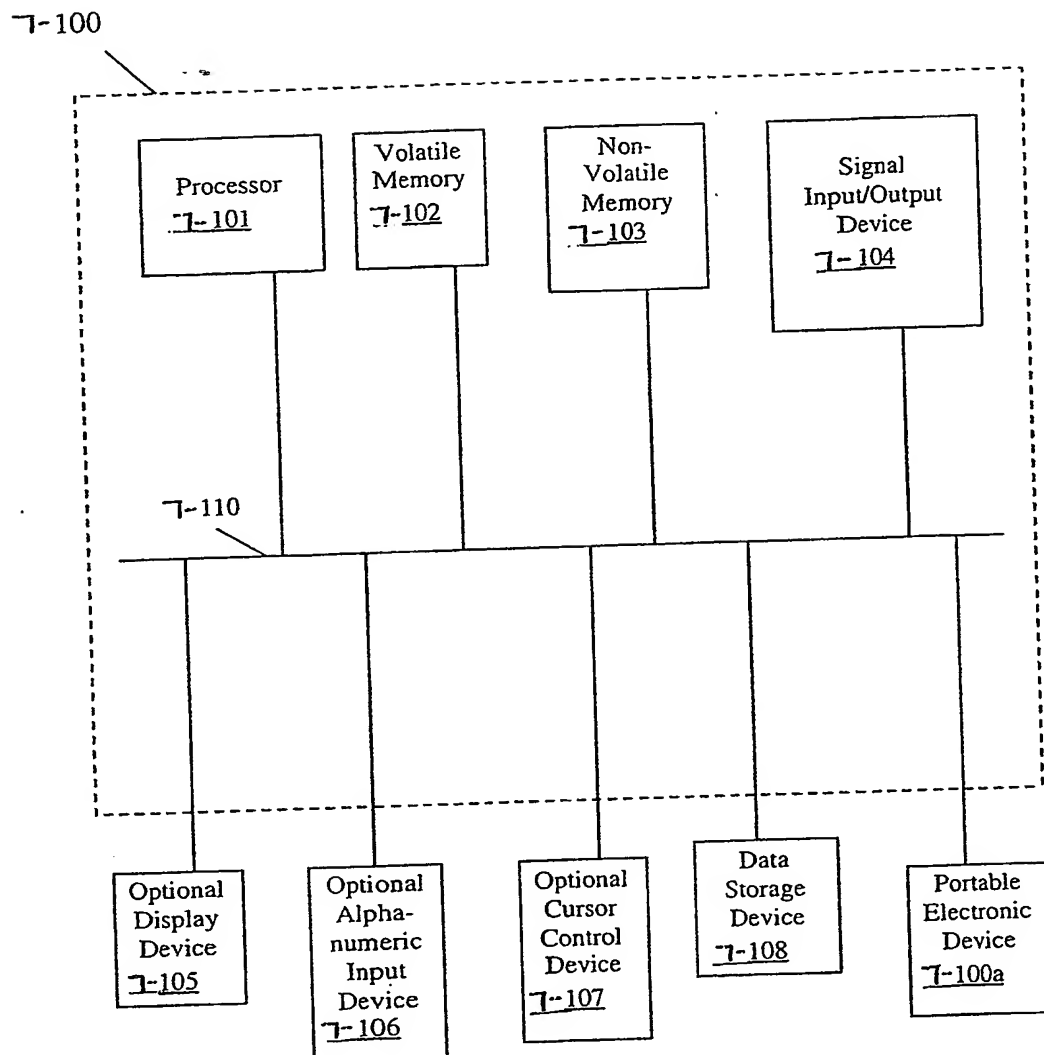 7-100
Processor
7-101
Volatile
Memory
7-102
Non-
Volatile
Memory
7-103
Signal
Input/Output
Device
7-104
7-110
Optional
Display
Device
7-105
Optional
Alpha-
numeric
Input
Device
7-106
Optional
Cursor
Control
Device
7-107
Data
Storage
Device
7-108
Portable
Electronic
Device
7-100a